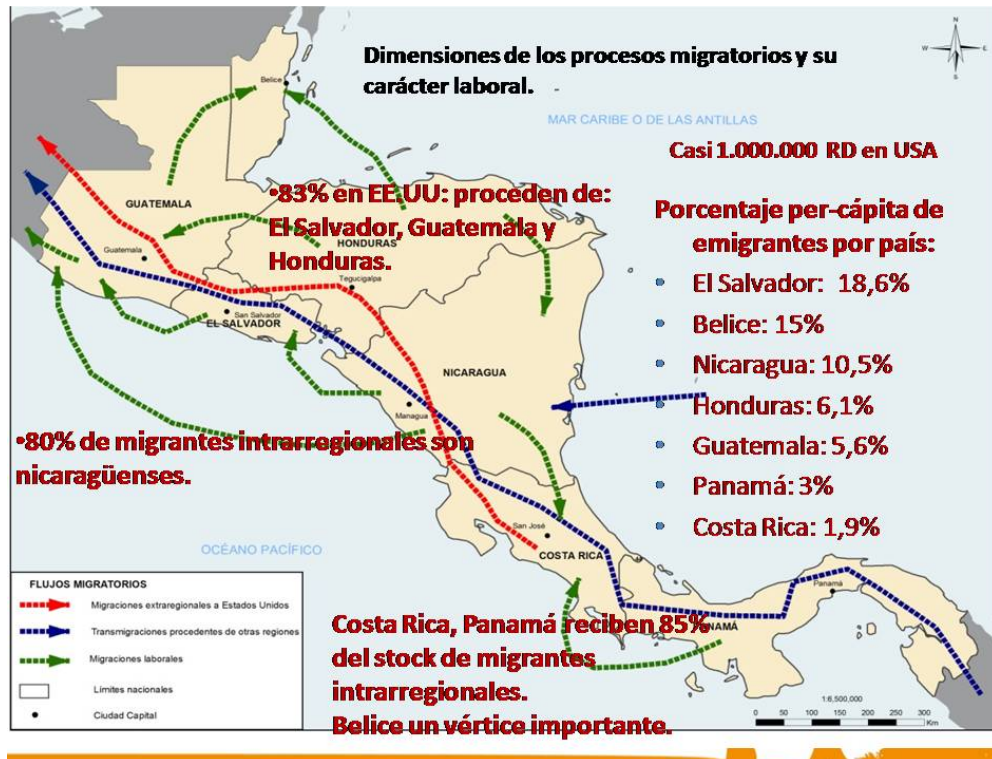 N
W
E
S
Dimensiones de los procesos migratorios y su
carácter laboral.
MAR CARIBE O DE LAS ANTILLAS
Casi 1.000.000 RD en USA
Belice
•83% en EE.UU: proceden de:
El Salvador, Guatemala y
Honduras.
GUATEMALA
HONDURAS
Guatemala
Tegucigalpa
San Salvador
EL SALVADOR
NICARAGUA
Managua
Porcentaje per-cápita de
emigrantes por país:
• El Salvador: 18,6%
• Belice: 15%
• Nicaragua: 10,5%
• Honduras: 6,1%
• Guatemala: 5,6%
• Panamá: 3%
• Costa Rica: 1,9%
•80% de migrantes intrarregionales son
nicaragüenses.
San José
COSTA RICA
OCÉANO PACÍFICO
Panamá
PANAMÁ
FLUJOS MIGRATORIOS
Migraciones extraregionales a Estados Unidos
Transmigraciones procedentes de otras regiones
Migraciones laborales
Límites nacionales
Ciudad Capital
Costa Rica, Panamá reciben 85%
del stock de migrantes
intrarregionales.
Belice un vértice importante.
1:6,500,000
0 50 100 150 200 250 300
Km